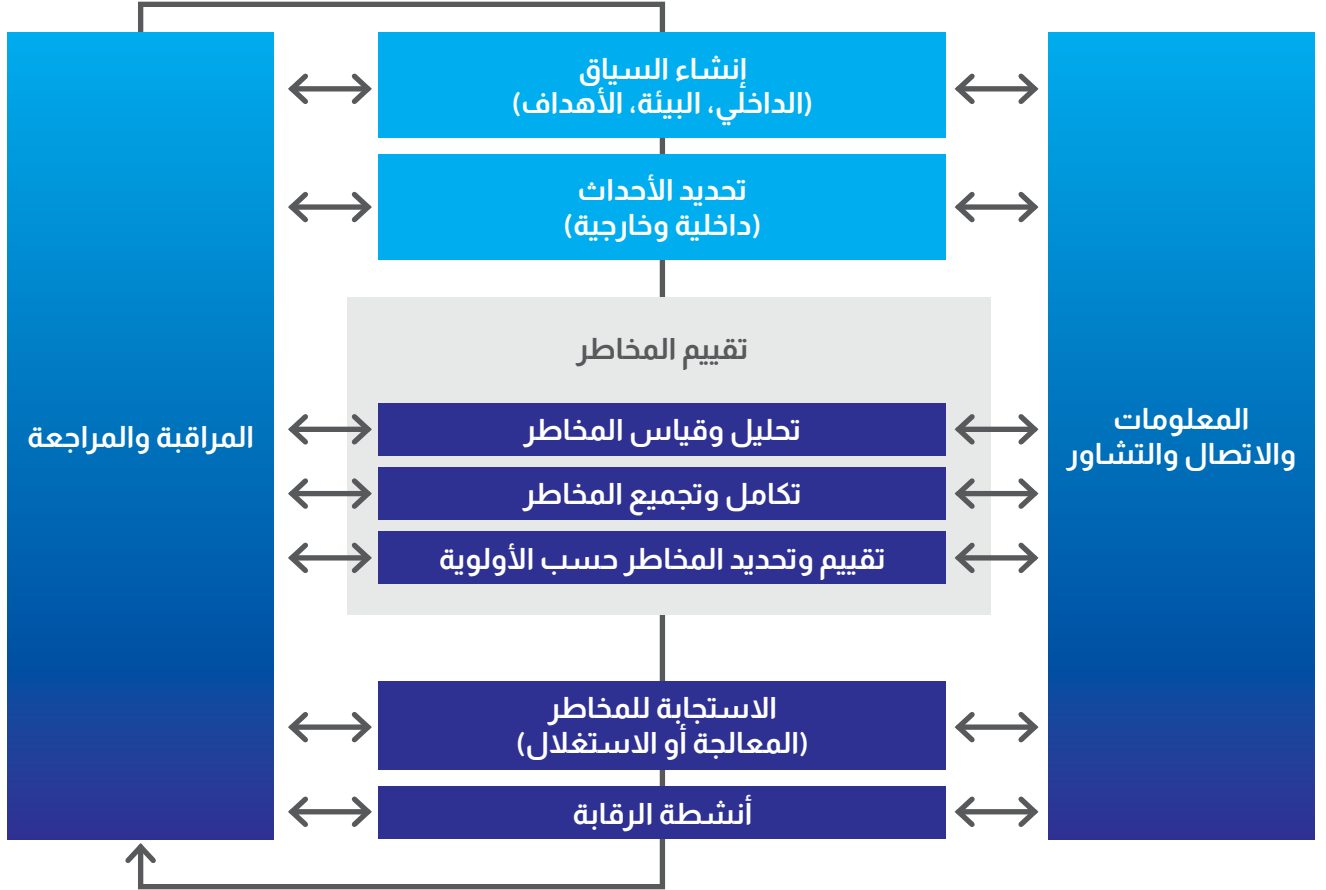 إنشاء السياق
(الداخلي، البيئة، الأهداف)
تحديد الأحداث
(داخلية وخارجية)
تقييم المخاطر
تحليل وقياس المخاطر
تكامل وتجميع المخاطر
تقييم وتحديد المخاطر حسب الأولوية
الاستجابة للمخاطر
(المعالجة أو الاستغلال)
أنشطة الرقابة
المعلومات
والاتصال والتشاور
المراقبة والمراجعة